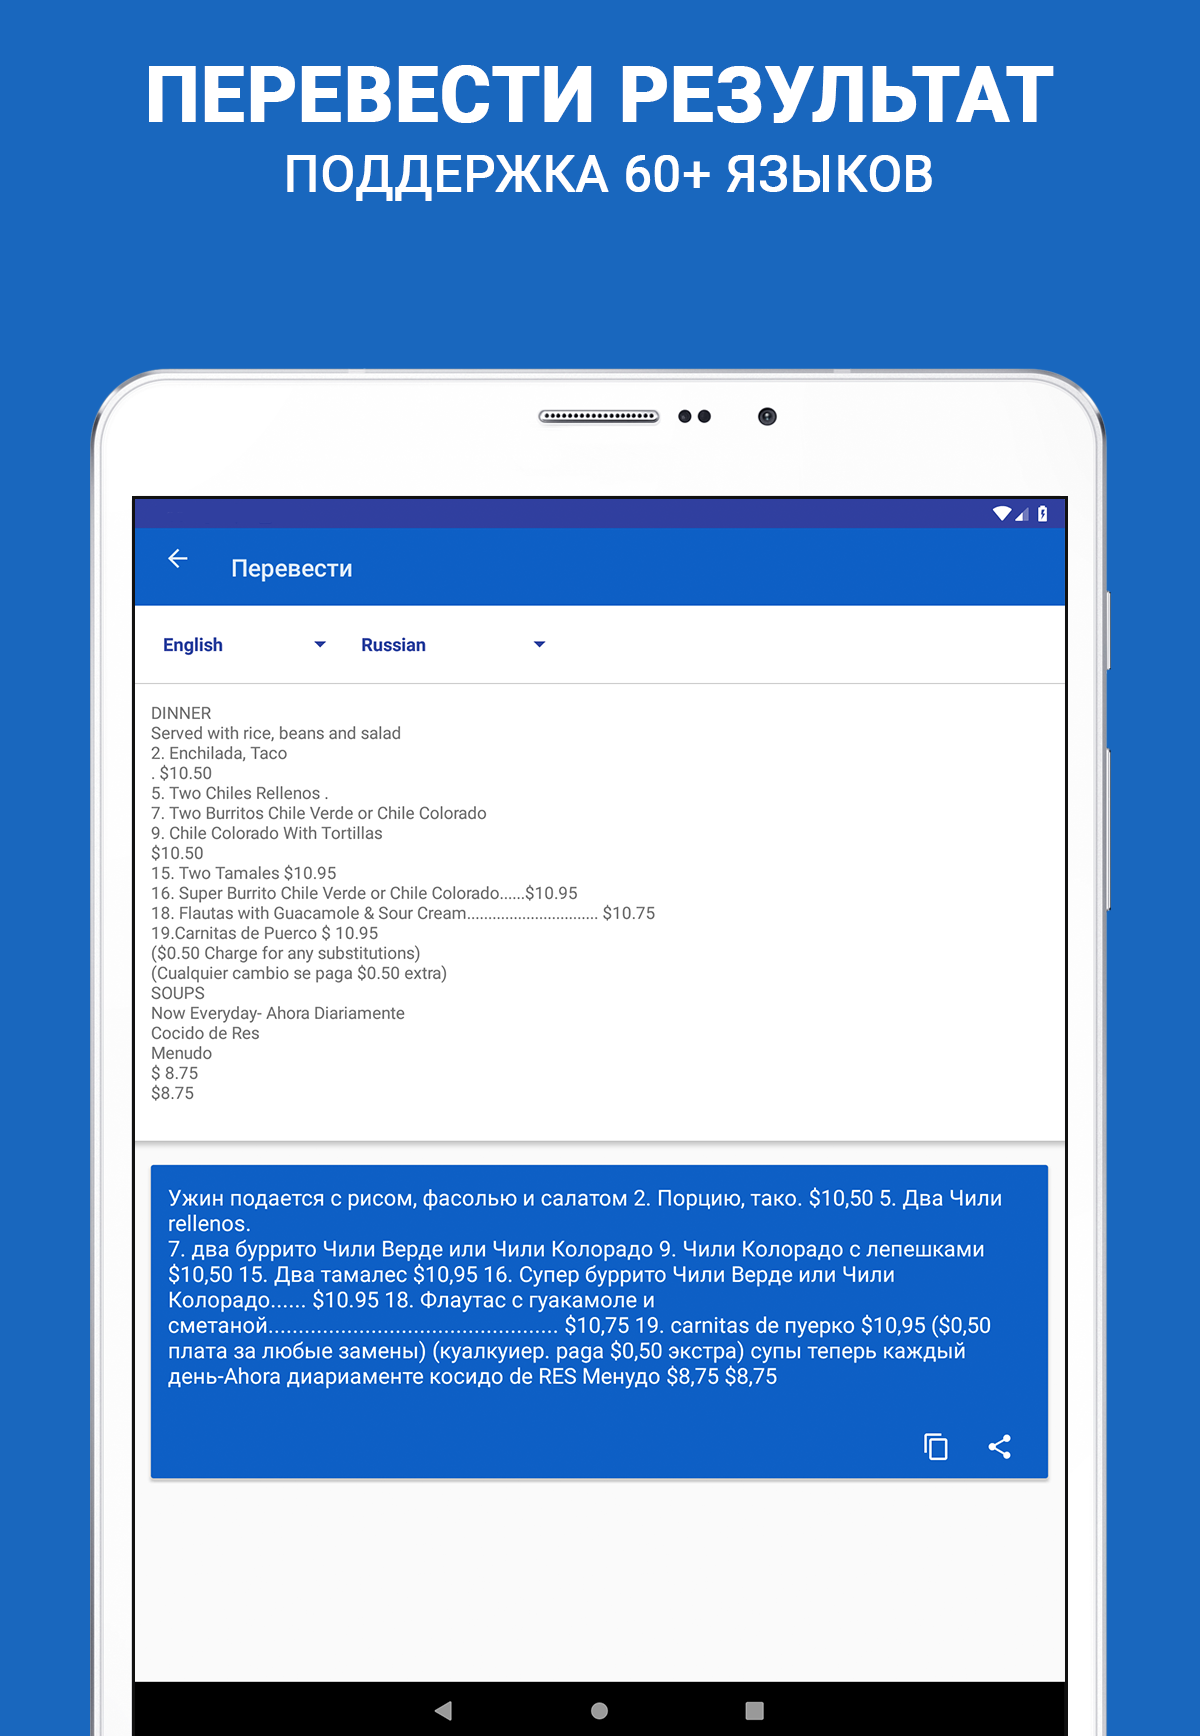 ПЕРЕВЕСТИ РЕЗУЛЬТАТ
ПОДДЕРЖКА 60+ ЯЗЫКОВ
Перевести
English Russian
DINNER
Served with rice, beans and salad
2. Enchilada, Taco
. $10.50
5. Two Chiles Rellenos .
7. Two Burritos Chile Verde or Chile Colorado
9. Chile Colorado With Tortillas
$10.50
15. Two Tamales $10.95
16. Super Burrito Chile Verde or Chile Colorado......$10.95
18. Flautas with Guacamole & Sour Cream............................... $10.75
19.Carnitas de Puerco $ 10.95
($0.50 Charge for any substitutions)
(Cualquier cambio se paga $0.50 extra)
SOUPS
Now Everyday- Ahora Diariamente
Cocido de Res
Menudo
$ 8.75
$8.75
Ужин подается с рисом, фасолью и салатом 2. Порцию, тако. $10,50 5. Два Чили
rellenos.
7. два буррито Чили Верде или Чили Колорадо 9. Чили Колорадо с лепешками
$10,50 15. Два тамалес $10,95 16. Супер буррито Чили Верде или Чили
Колорадо...... $10.95 18. Флаутас с гуакамоле и
сметаной................................................ $10,75 19. carnitas de пуерко $10,95 ($0,50
плата за любые замены) (куалкуиер. paga $0,50 экстра) супы теперь каждый
день-Ahora диариаменте косидо de RES Менудо $8,75 $8,75